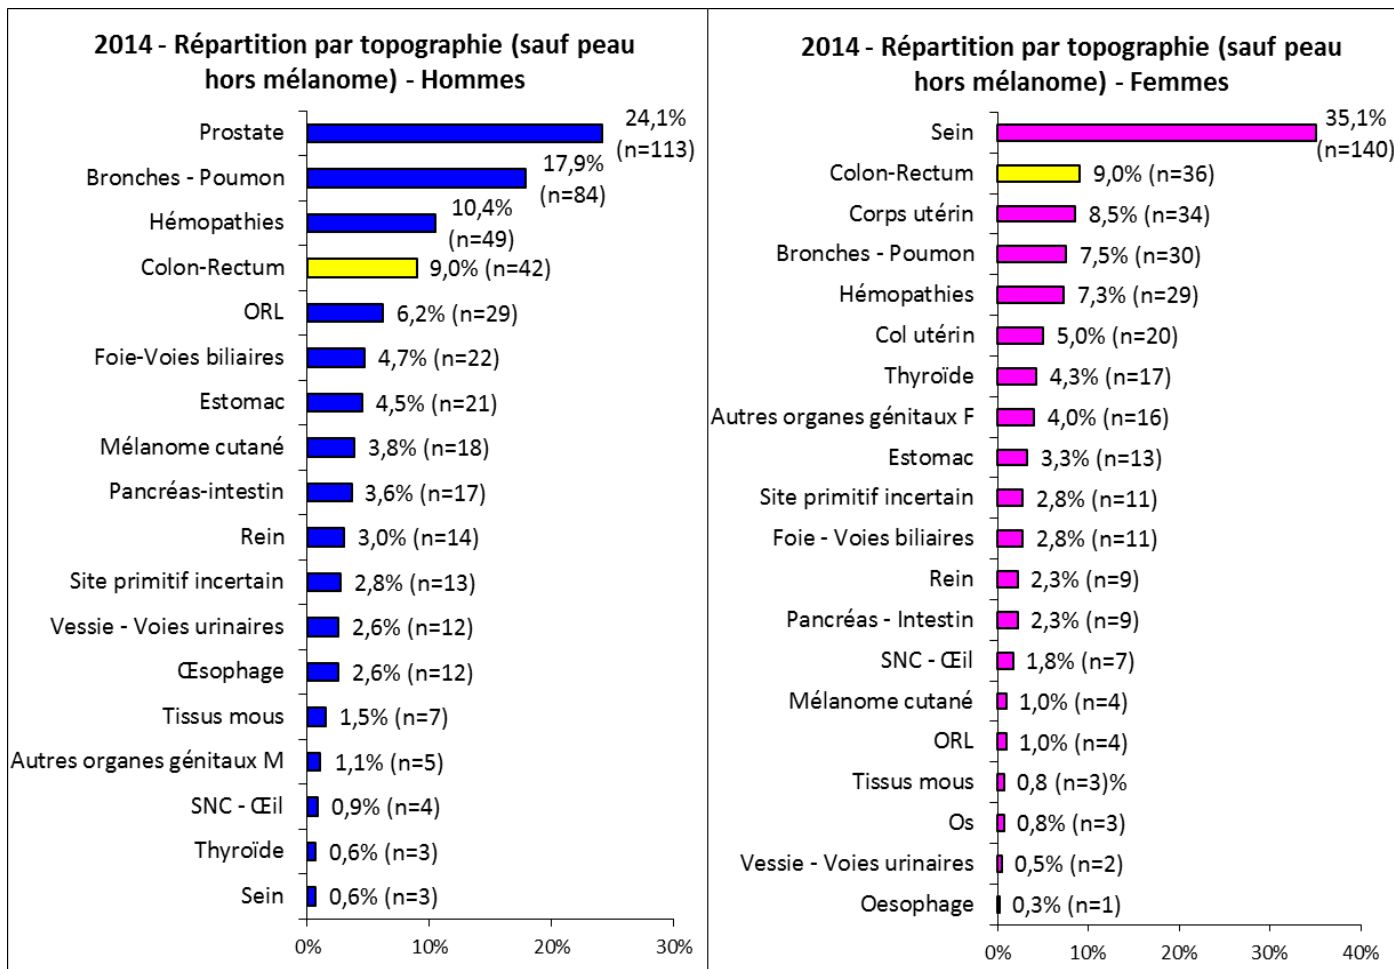 2014 - Répartition par topographie (sauf peau
hors mélanome) - Hommes
Prostate
24,1%
(n=113)
Bronches - Poumon
17,9%
(n=84)
Hémopathies
10,4%
(n=49)
Colon-Rectum
9,0% (n=42)
ORL
6,2% (n=29)
Foie-Voies biliaires
4,7% (n=22)
Estomac
4,5% (n=21)
Mélanome cutané
3,8% (n=18)
Pancréas-intestin
3,6% (n=17)
Rein
3,0% (n=14)
Site primitif incertain
2,8% (n=13)
Vessie - Voies urinaires
2,6% (n=12)
Œsophage
2,6% (n=12)
Tissus mous
1,5% (n=7)
Autres organes génitaux M
1,1% (n=5)
SNC - Œil
0,9% (n=4)
Thyroïde
0,6% (n=3)
Sein
0,6% (n=3)
0%
10%
20%
30%
2014 - Répartition par topographie (sauf peau
hors mélanome) - Femmes
Sein
35,1%
(n=140)
Colon-Rectum
9,0% (n=36)
Corps utérin
8,5% (n=34)
Bronches - Poumon
7,5% (n=30)
Hémopathies
7,3% (n=29)
Col utérin
5,0% (n=20)
Thyroïde
4,3% (n=17)
Autres organes génitaux F
4,0% (n=16)
Estomac
3,3% (n=13)
Site primitif incertain
2,8% (n=11)
Foie - Voies biliaires
2,8% (n=11)
Rein
2,3% (n=9)
Pancréas - Intestin
2,3% (n=9)
SNC - Œil
1,8% (n=7)
Mélanome cutané
1,0% (n=4)
ORL
1,0% (n=4)
Tissus mous
0,8 (n=3)%
Os
0,8% (n=3)
Vessie - Voies urinaires
0,5% (n=2)
Oesophage
0,3% (n=1)
0%
10%
20%
30%
40%